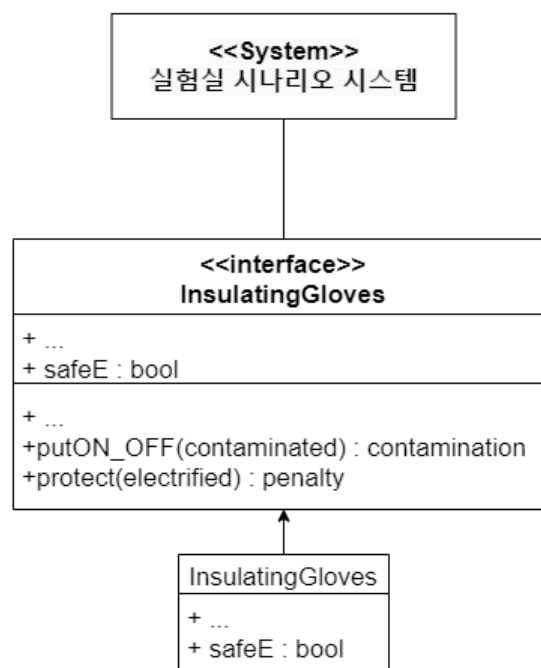 <<System>>
실험실 시나리오 시스템
<<interface>>
InsulatingGloves
+ ...
+ safeE : bool
+ ...
+putON_OFF(contaminated) : contamination
+protect(electrified) : penalty
InsulatingGloves
+ ...
+ safeE : bool